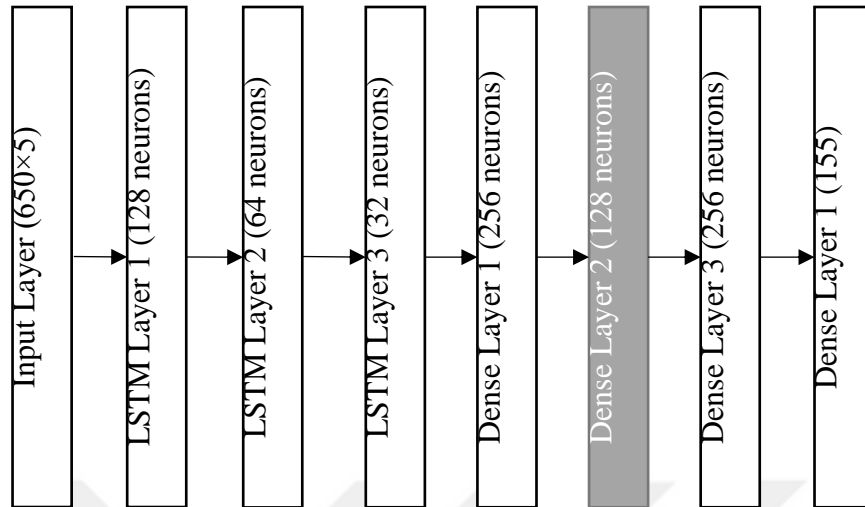 Input Layer (650×5)
LSTM Layer 1 (128 neurons)
LSTM Layer 2 (64 neurons)
LSTM Layer 3 (32 neurons)
Dense Layer 1 (256 neurons)
Dense Layer 2 (128 neurons)
Dense Layer 3 (256 neurons)
Dense Layer 1 (155)